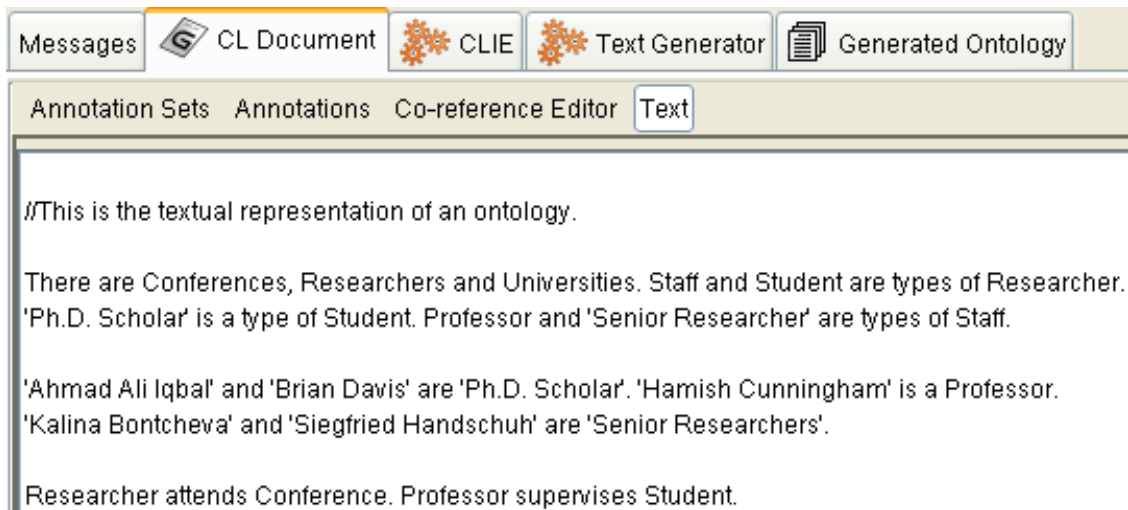 Messages CL Document CLIE Text Generator Generated Ontology
Annotation Sets Annotations Co-reference Editor Text
//This is the textual representation of an ontology.
There are Conferences, Researchers and Universities. Staff and Student are types of Researcher.
'Ph.D. Scholar' is a type of Student. Professor and 'Senior Researcher' are types of Staff.
'Ahmad Ali Iqbal' and 'Brian Davis' are 'Ph.D. Scholar'. 'Hamish Cunningham' is a Professor.
'Kalina Bontcheva' and 'Siegfried Handschuh' are 'Senior Researchers'.
Researcher attends Conference. Professor supervises Student.